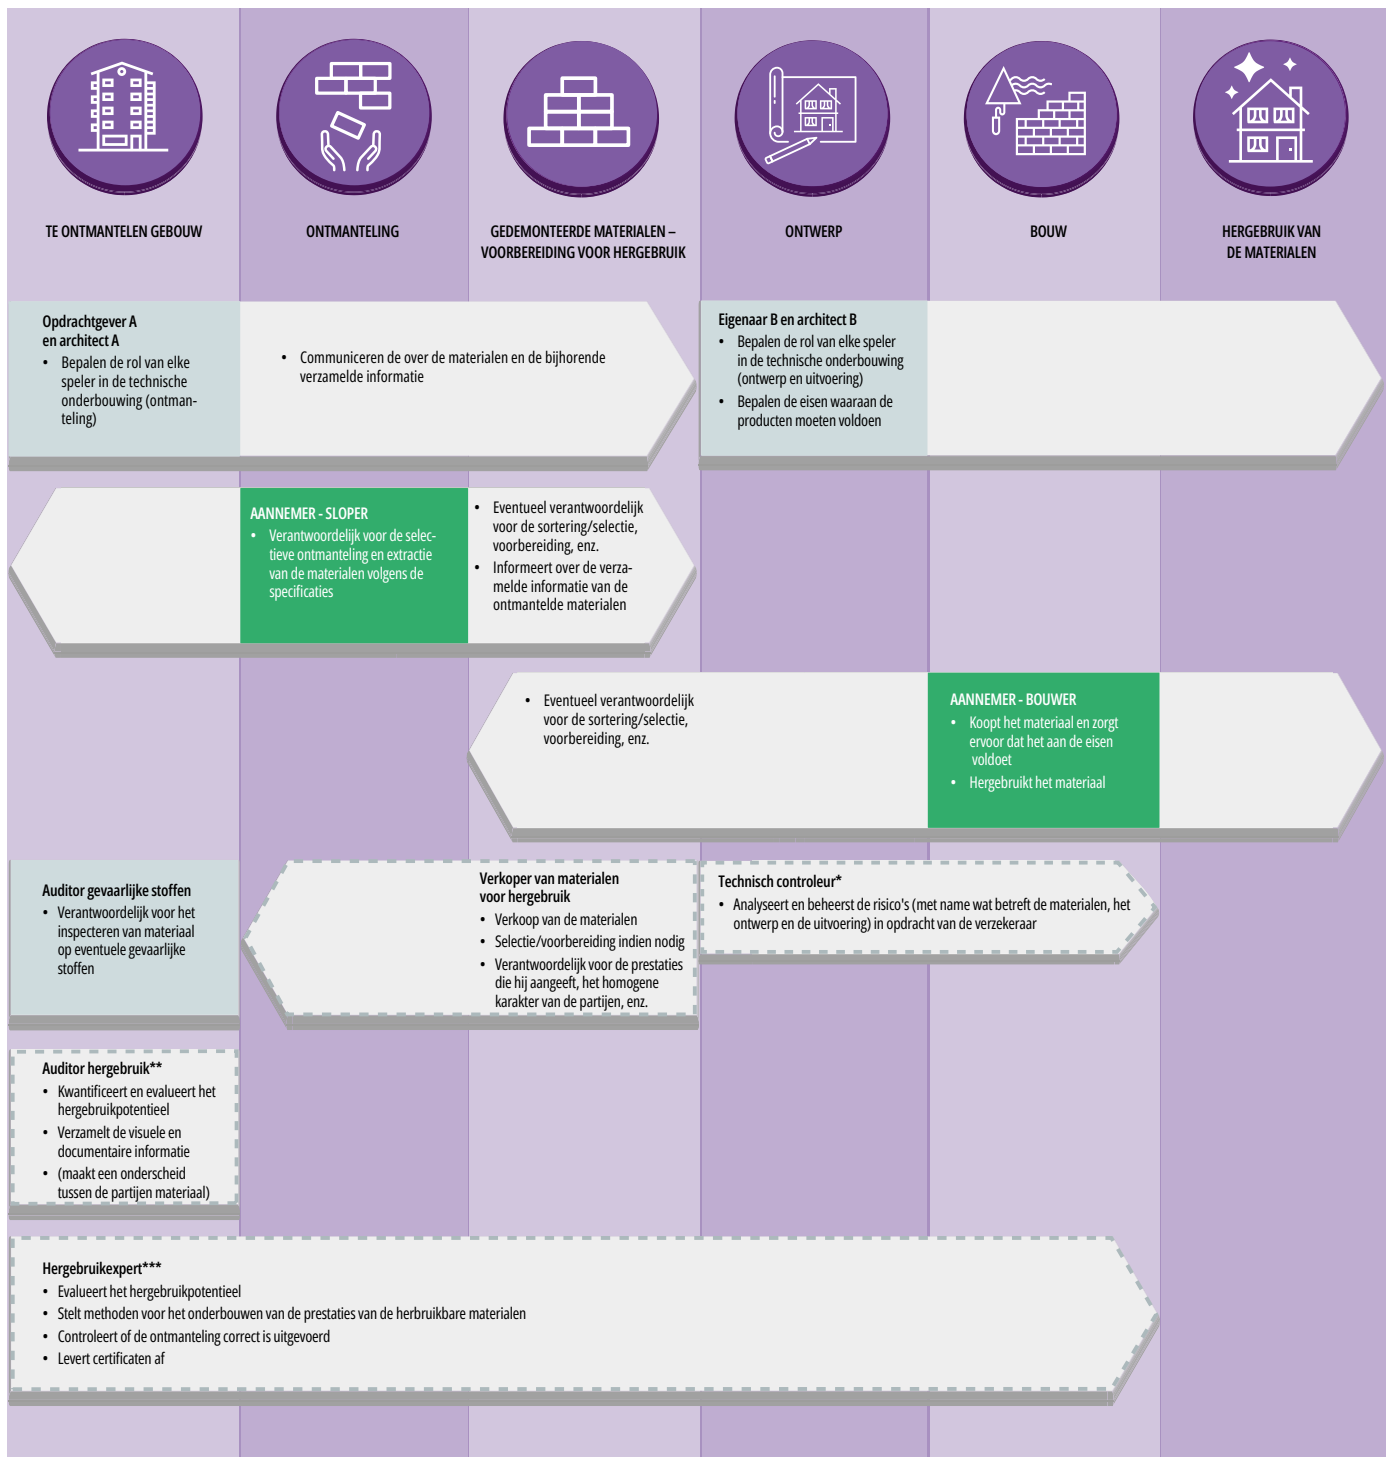 TE ONTMANTELEN GEBOUW
ONTMANTELING
GEDEMONTEERDE MATERIALEN –
VOORBEREIDING VOOR HERGEBRUIK
ONTWERP
BOUW
HERGEBRUIK VAN
DE MATERIALEN
Opdrachtgever A
en architect A
• Bepalen de rol van elke
speler in de technische
onderbouwing (ontman-
teling)
• Communiceren de over de materialen en de bijhorende
verzamelde informatie
Eigenaar B en architect B
• Bepalen de rol van elke speler
in de technische onderbouwing
(ontwerp en uitvoering)
• Bepalen de eisen waaraan de
producten moeten voldoen
AANNEMER - SLOPER
• Verantwoordelijk voor de selec-
tieve ontmanteling en extractie
van de materialen volgens de
specificaties
• Eventueel verantwoordelijk
voor de sortering/selectie,
voorbereiding, enz.
• Informeert over de verza-
melde informatie van de
ontmantelde materialen
• Eventueel verantwoordelijk
voor de sortering/selectie,
voorbereiding, enz.
AANNEMER - BOUWER
• Koopt het materiaal en zorgt
ervoor dat het aan de eisen
voldoet
• Hergebruikt het materiaal
Auditor gevaarlijke stoffen
• Verantwoordelijk voor het
inspecteren van materiaal
op eventuele gevaarlijke
stoffen
Verkoper van materialen
voor hergebruik
• Verkoop van de materialen
• Selectie/voorbereiding indien nodig
• Verantwoordelijk voor de prestaties
die hij aangeeft, het homogene
karakter van de partijen, enz.
Technisch controleur*
• Analyseert en beheerst de risico's (met name wat betreft de materialen, het
ontwerp en de uitvoering) in opdracht van de verzekeraar
Auditor hergebruik**
• Kwantificeert en evalueert het
hergebruikpotentieel
• Verzamelt de visuele en
documentaire informatie
• (maakt een onderscheid
tussen de partijen materiaal)
Hergebruikexpert***
• Evalueert het hergebruikpotentieel
• Stelt methoden voor het onderbouwen van de prestaties van de herbruikbare materialen
• Controleert of de ontmanteling correct is uitgevoerd
• Levert certificaten af